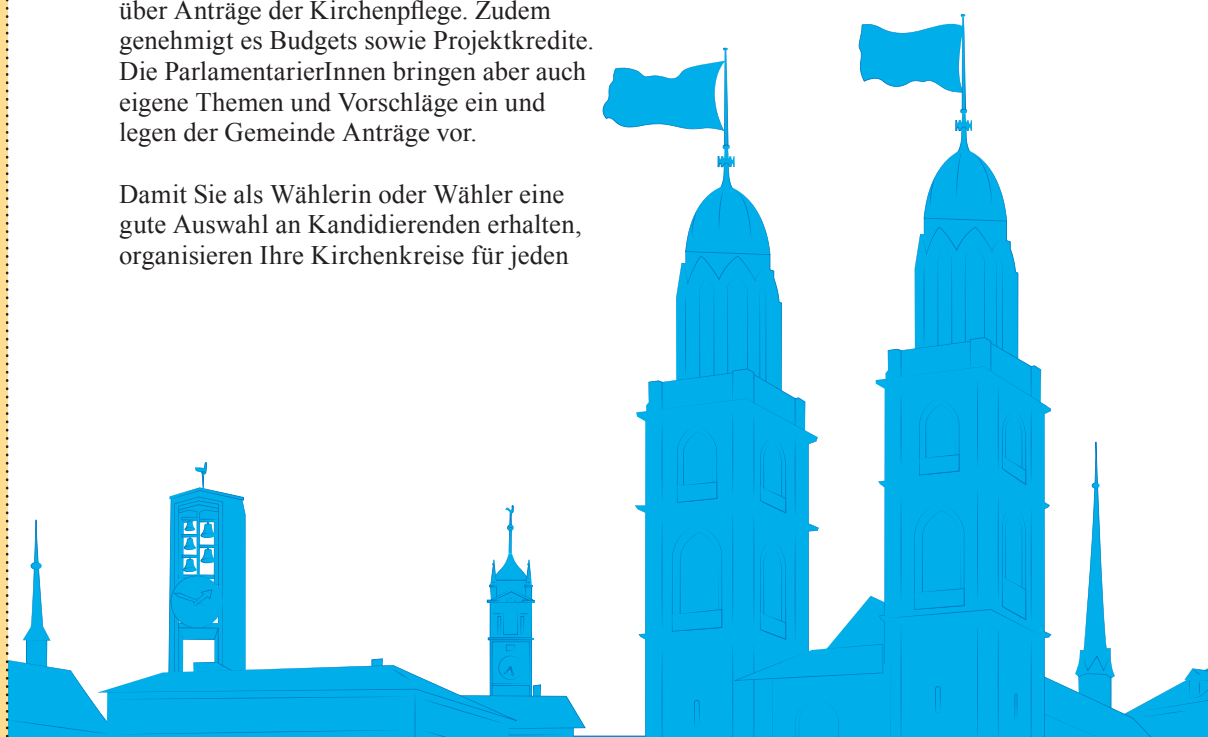 über Anträge der Kirchenpflege. Zudem
genehmigt es Budgets sowie Projektkredite.
Die ParlamentarierInnen bringen aber auch
eigene Themen und Vorschläge ein und
legen der Gemeinde Anträge vor.
Damit Sie als Wählerin oder Wähler eine
gute Auswahl an Kandidierenden erhalten,
organisieren Ihre Kirchenkreise für jeden